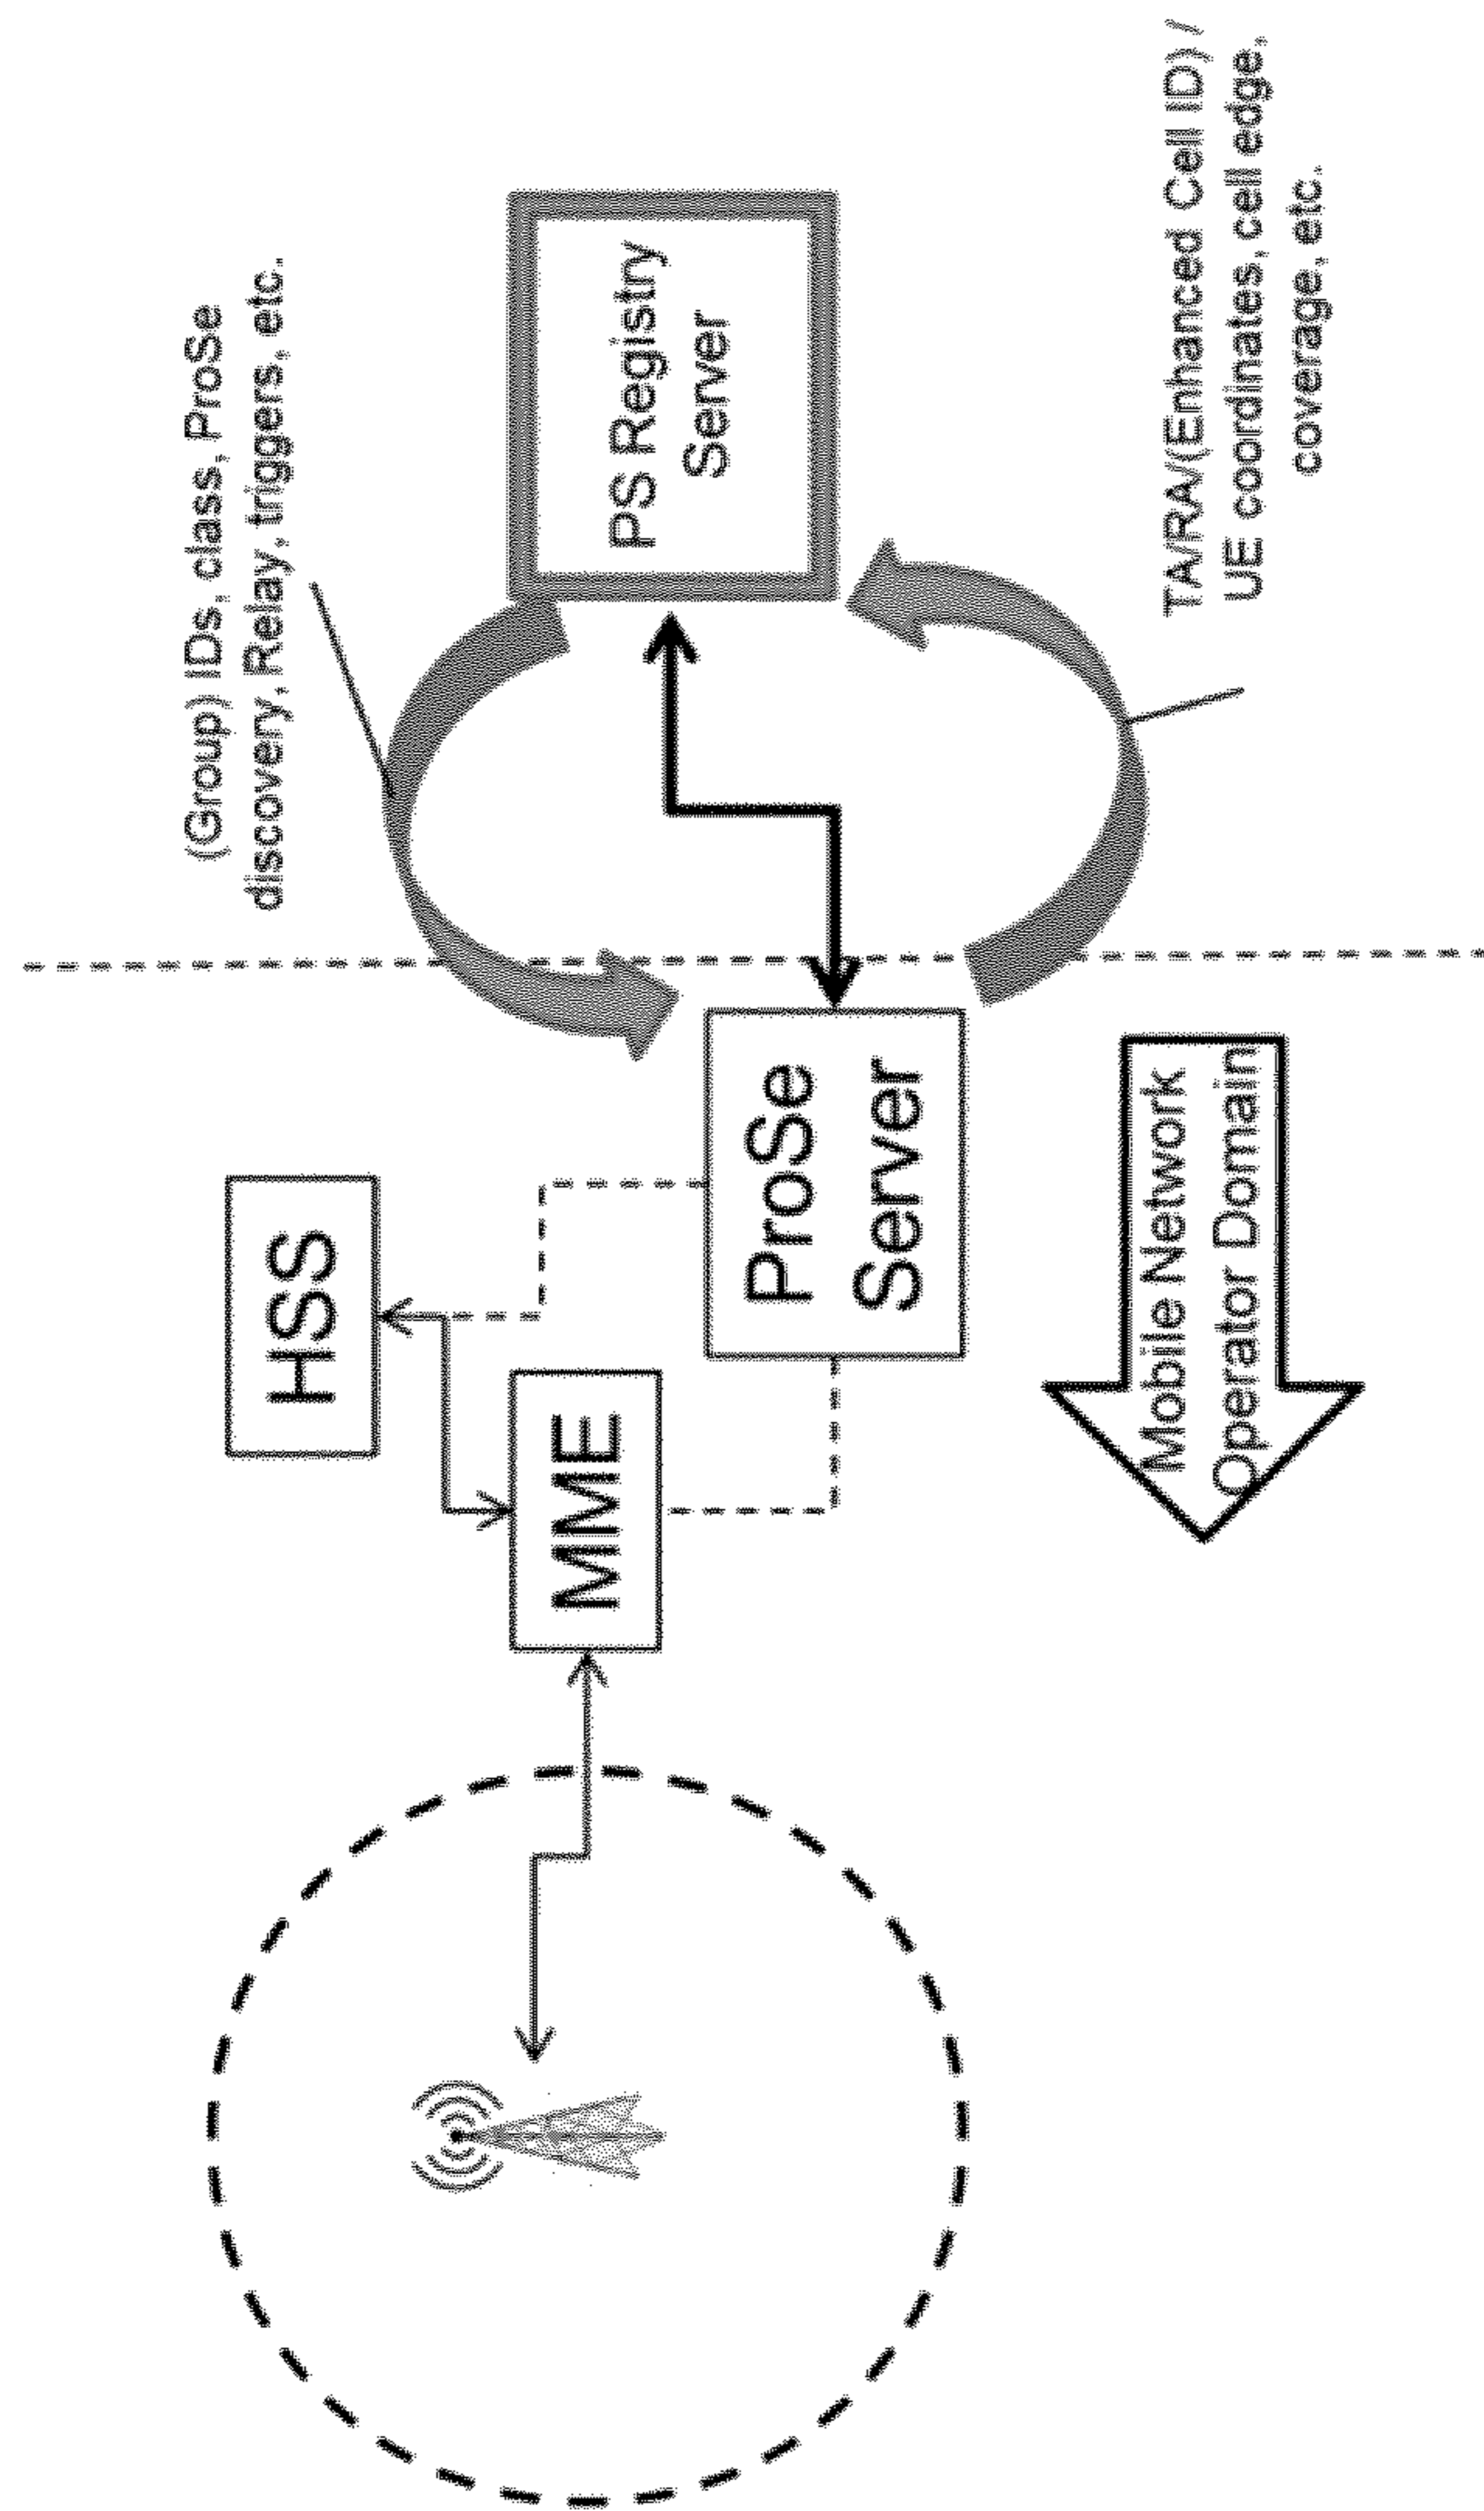 (Group) IDs, class, ProSe
discovery, Relay, triggers, etc.
HSS
MME
PS Registry
Server
ProSe
Server
TA/RA/(Enhanced Cell ID) /
UE coordinates, cell edge,
coverage, etc.
Mobile Network
Operator Domain